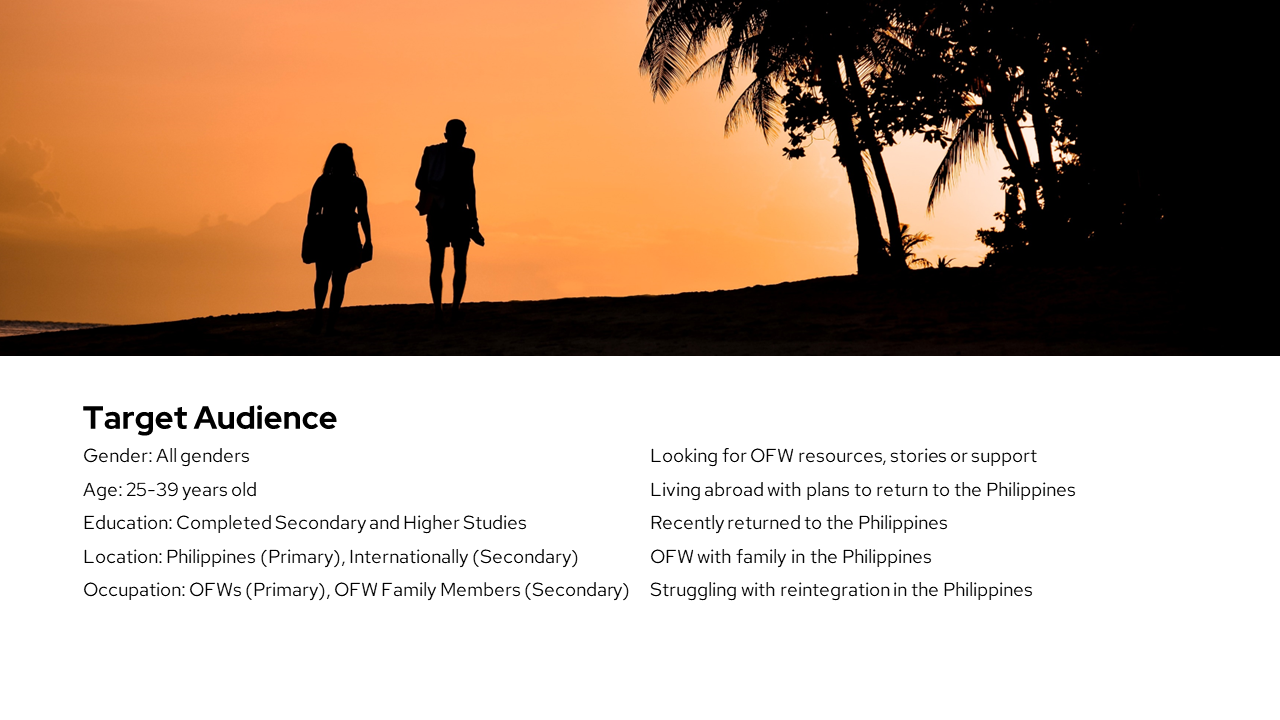 Target Audience
Gender: All genders
Age: 25-39 years old
Education: Completed Secondary and Higher Studies
Location: Philippines (Primary), Internationally (Secondary)
Occupation: OFWs (Primary), OFW Family Members (Secondary)
Looking for OFW resources, stories or support
Living abroad with plans to return to the Philippines
Recently returned to the Philippines
OFW with family in the Philippines
Struggling with reintegration in the Philippines